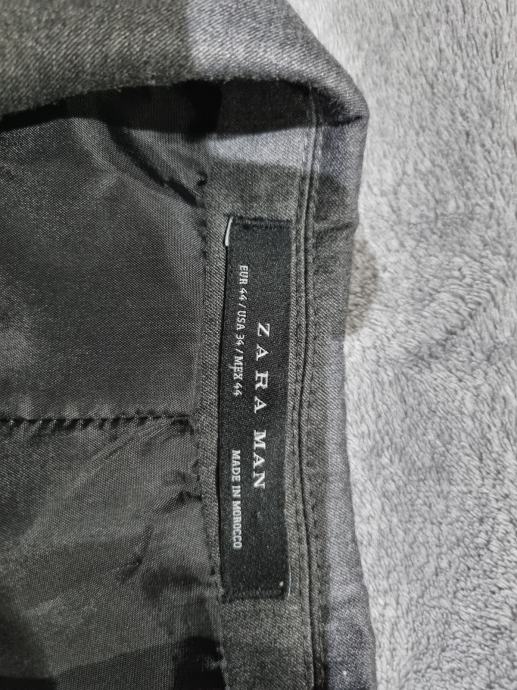 ZARA MAN
EUR 44 / USA 34 / MEX 44
MADE IN MOROCCO